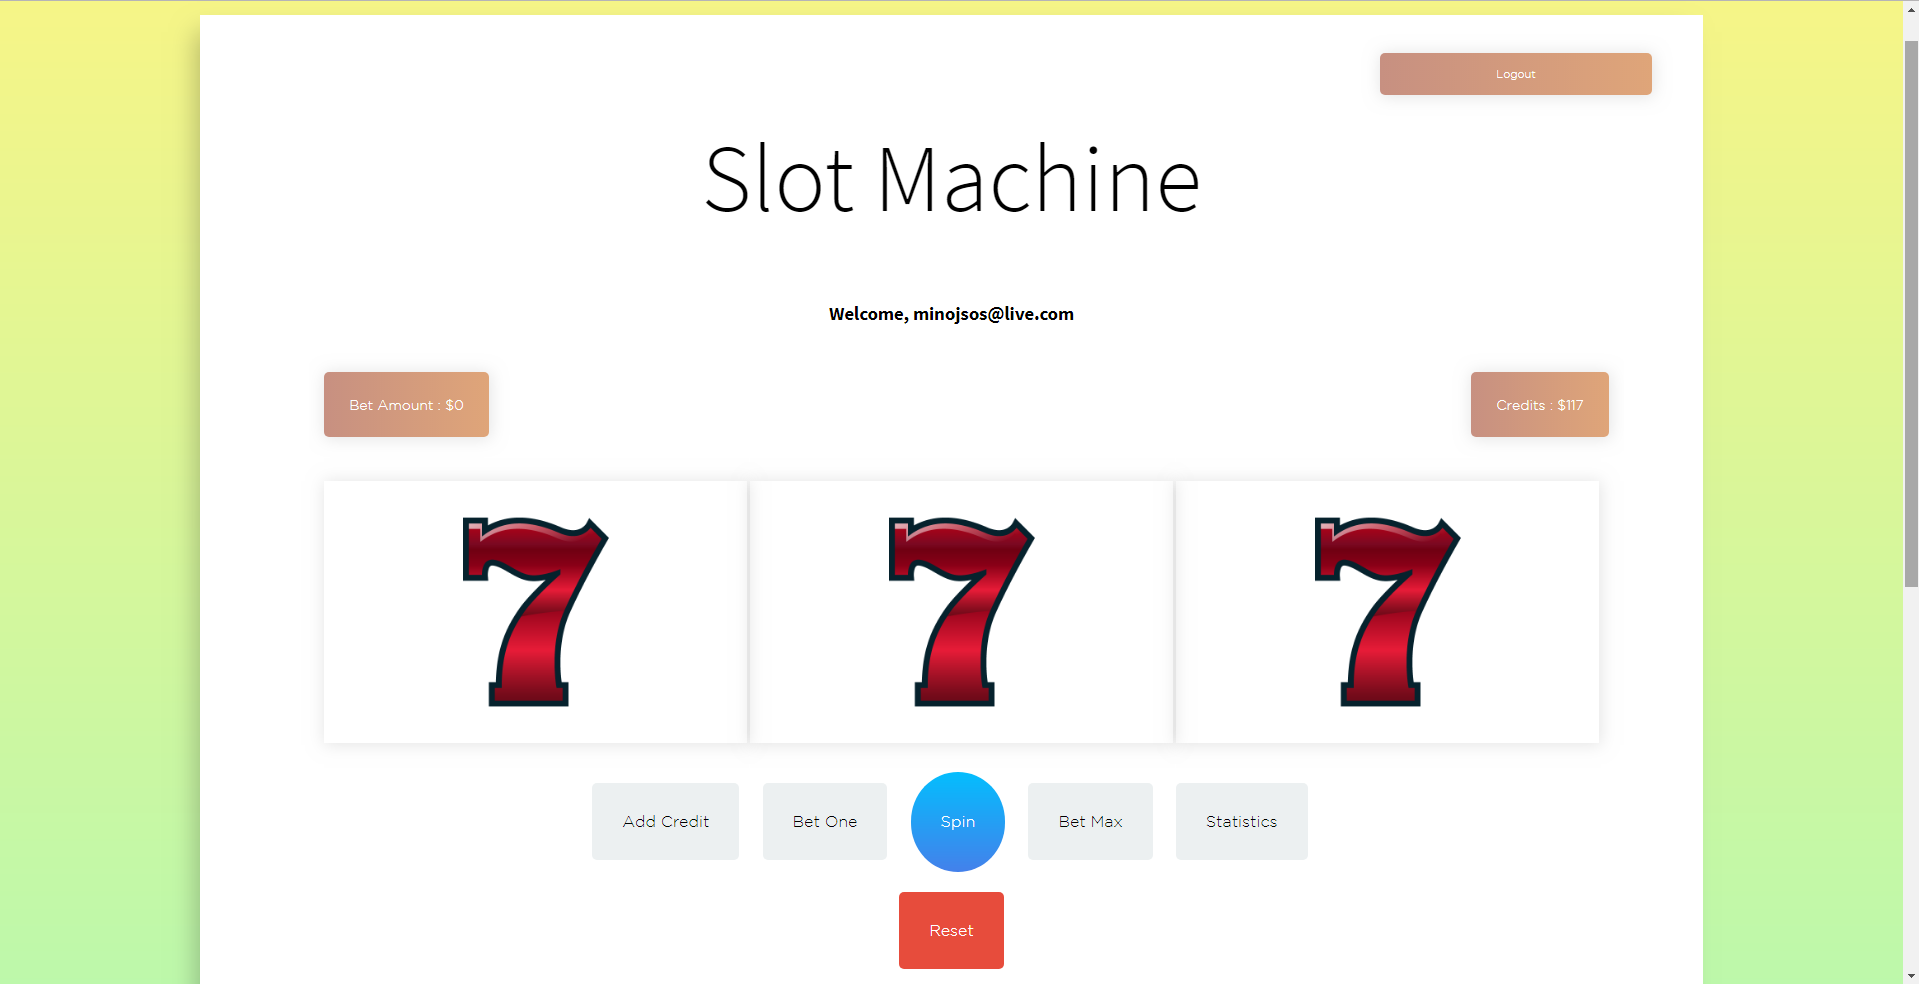 Logout
Slot Machine
Welcome, minojsos@live.com
Bet Amount : $0
Credits : $117
7 7 7
Add Credit
Bet One
Spin
Bet Max
Statistics
Reset